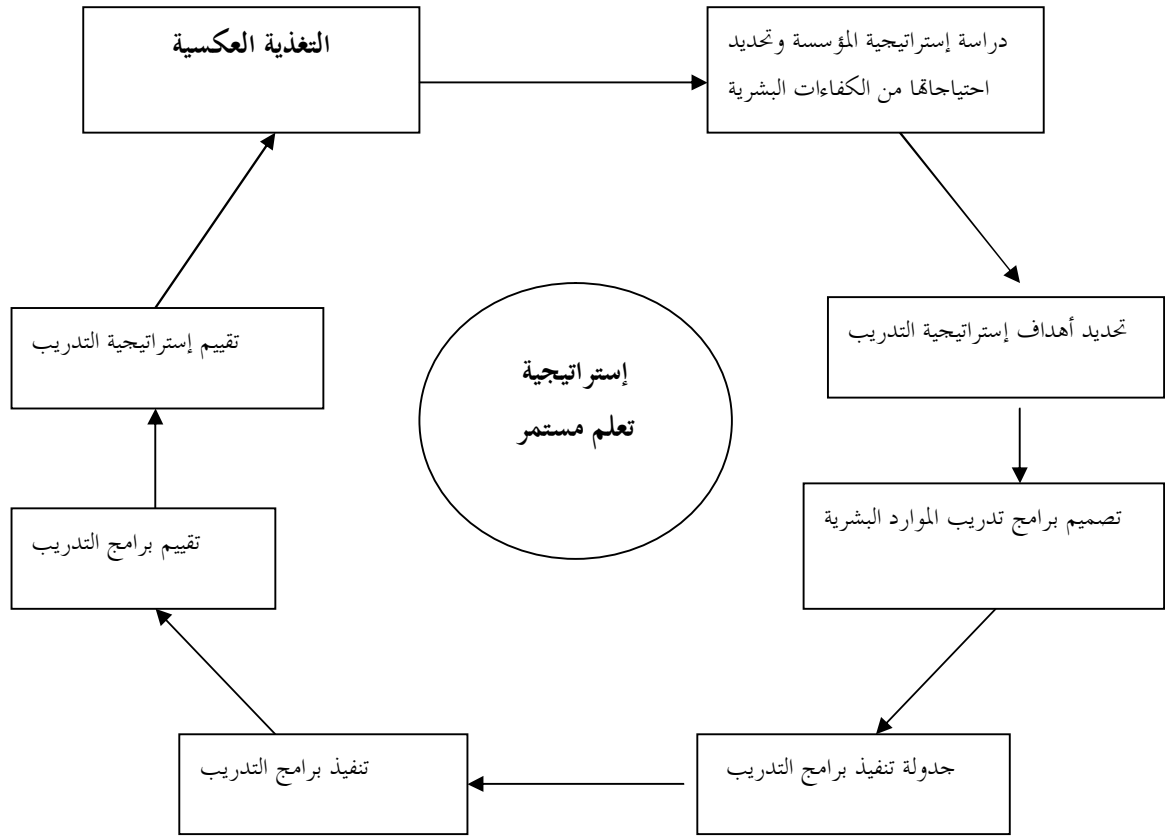 التغذية العكسية
دراسة إستراتيجية المؤسسة وتحديد
احتياجاتها من الكفاءات البشرية
تحديد أهداف إستراتيجية التدريب
تصميم برامج تدريب الموارد البشرية
جدولة تنفيذ برامج التدريب
تنفيذ برامج التدريب
تقييم برامج التدريب
تقييم إستراتيجية التدريب
إستراتيجية
تعلم مستمر